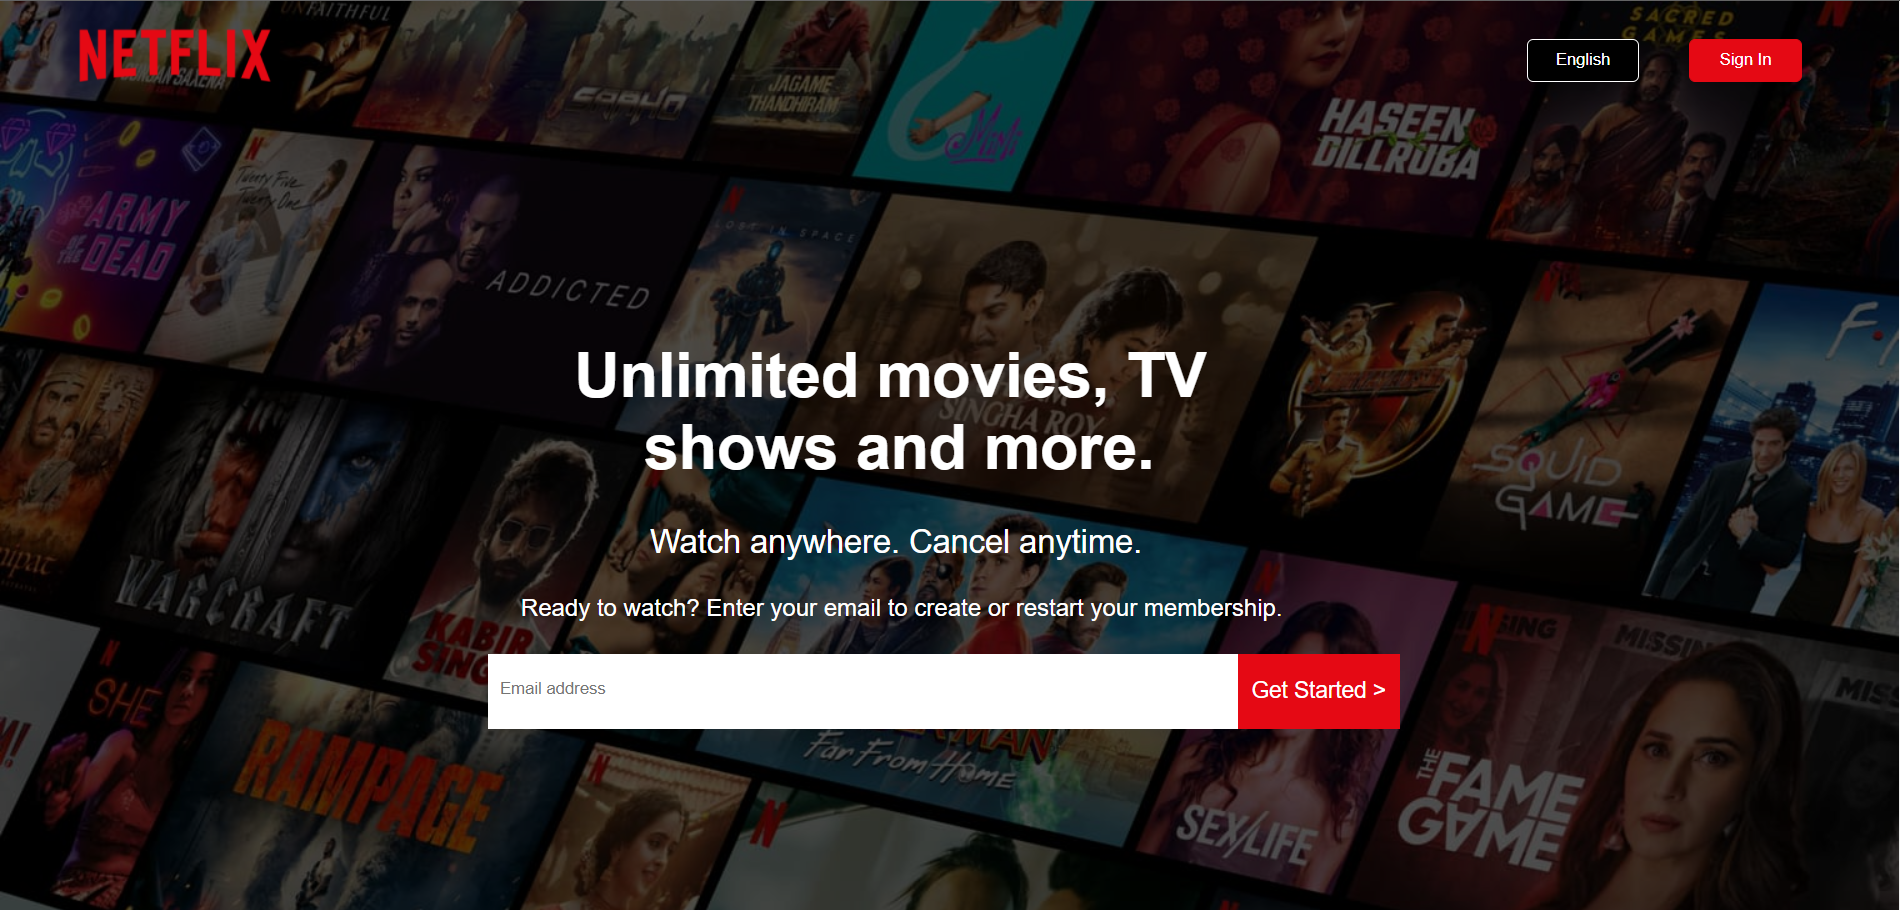 UNFAITHFUL
NETFLIX
English
Sign In
SACRED
GAMES
GUNJAN SAXENA
JAGAME
THANDHIRAM
Mimi
HASEEN
DILLRUBA
ARMY
OF THE DEAD
Twenty Five
Twenty One
ADDICTED
LOST IN SPACE
Unlimited movies, TV
shows and more.
SINGHA ROY
SQUID
GAME
Watch anywhere. Cancel anytime.
Ready to watch? Enter your email to create or restart your membership.
WARCRAFT
KABIR
SINGH
Email address
Get Started >
SHE
RAMPAGE
Far From Home
SEX/LIFE
MISSING
THE
FAME
GAME